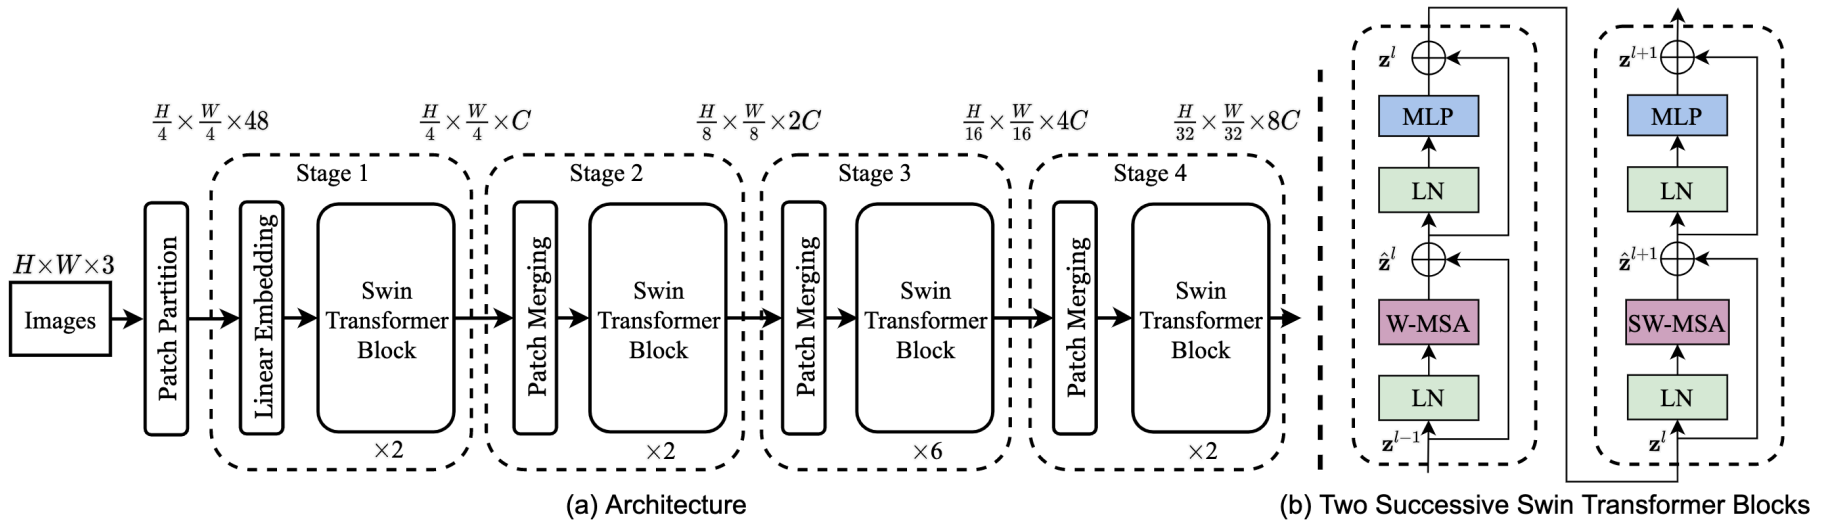 H×W×3
Images
Patch Partition
H/4 × W/4 × 48
Stage 1
Linear Embedding
Swin
Transformer
Block
×2
H/4 × W/4 × C
Stage 2
Patch Merging
Swin
Transformer
Block
×2
H/8 × W/8 × 2C
Stage 3
Patch Merging
Swin
Transformer
Block
×6
H/16 × W/16 × 4C
Stage 4
Patch Merging
Swin
Transformer
Block
×2
H/32 × W/32 × 8C
(a) Architecture
z^l
MLP
LN
ẑ^l
W-MSA
LN
z^{l−1}
z^{l+1}
MLP
LN
ẑ^{l+1}
SW-MSA
LN
z^l
(b) Two Successive Swin Transformer Blocks